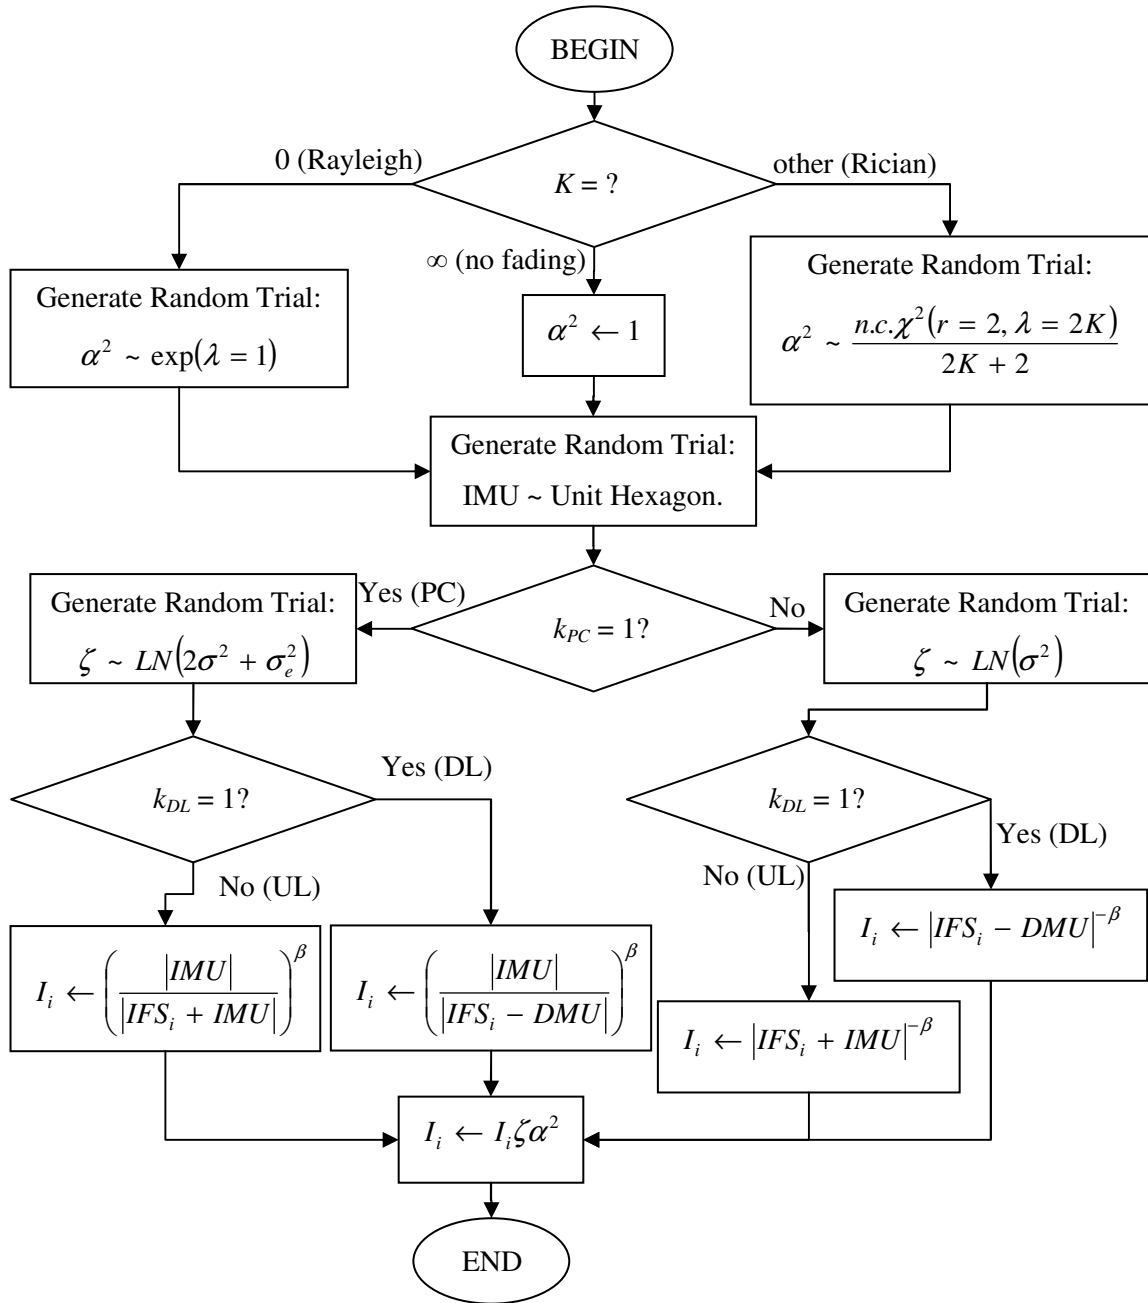 BEGIN
0 (Rayleigh)
K = ?
other (Rician)
∞ (no fading)
Generate Random Trial:
α² ~ exp(λ = 1)
α² ← 1
Generate Random Trial:
α² ~ n.c.χ²(r = 2, λ = 2K) / 2K + 2
Generate Random Trial:
IMU ~ Unit Hexagon.
Generate Random Trial:
ζ ~ LN(2σ² + σₑ²)
Yes (PC)
k_PC = 1?
No
Generate Random Trial:
ζ ~ LN(σ²)
k_DL = 1?
Yes (DL)
No (UL)
k_DL = 1?
Yes (DL)
No (UL)
I_i ← (|IMU| / |IFS_i + IMU|)^β
I_i ← (|IMU| / |IFS_i − DMU|)^β
I_i ← |IFS_i + IMU|^−β
I_i ← |IFS_i − DMU|^−β
I_i ← I_i ζα²
END